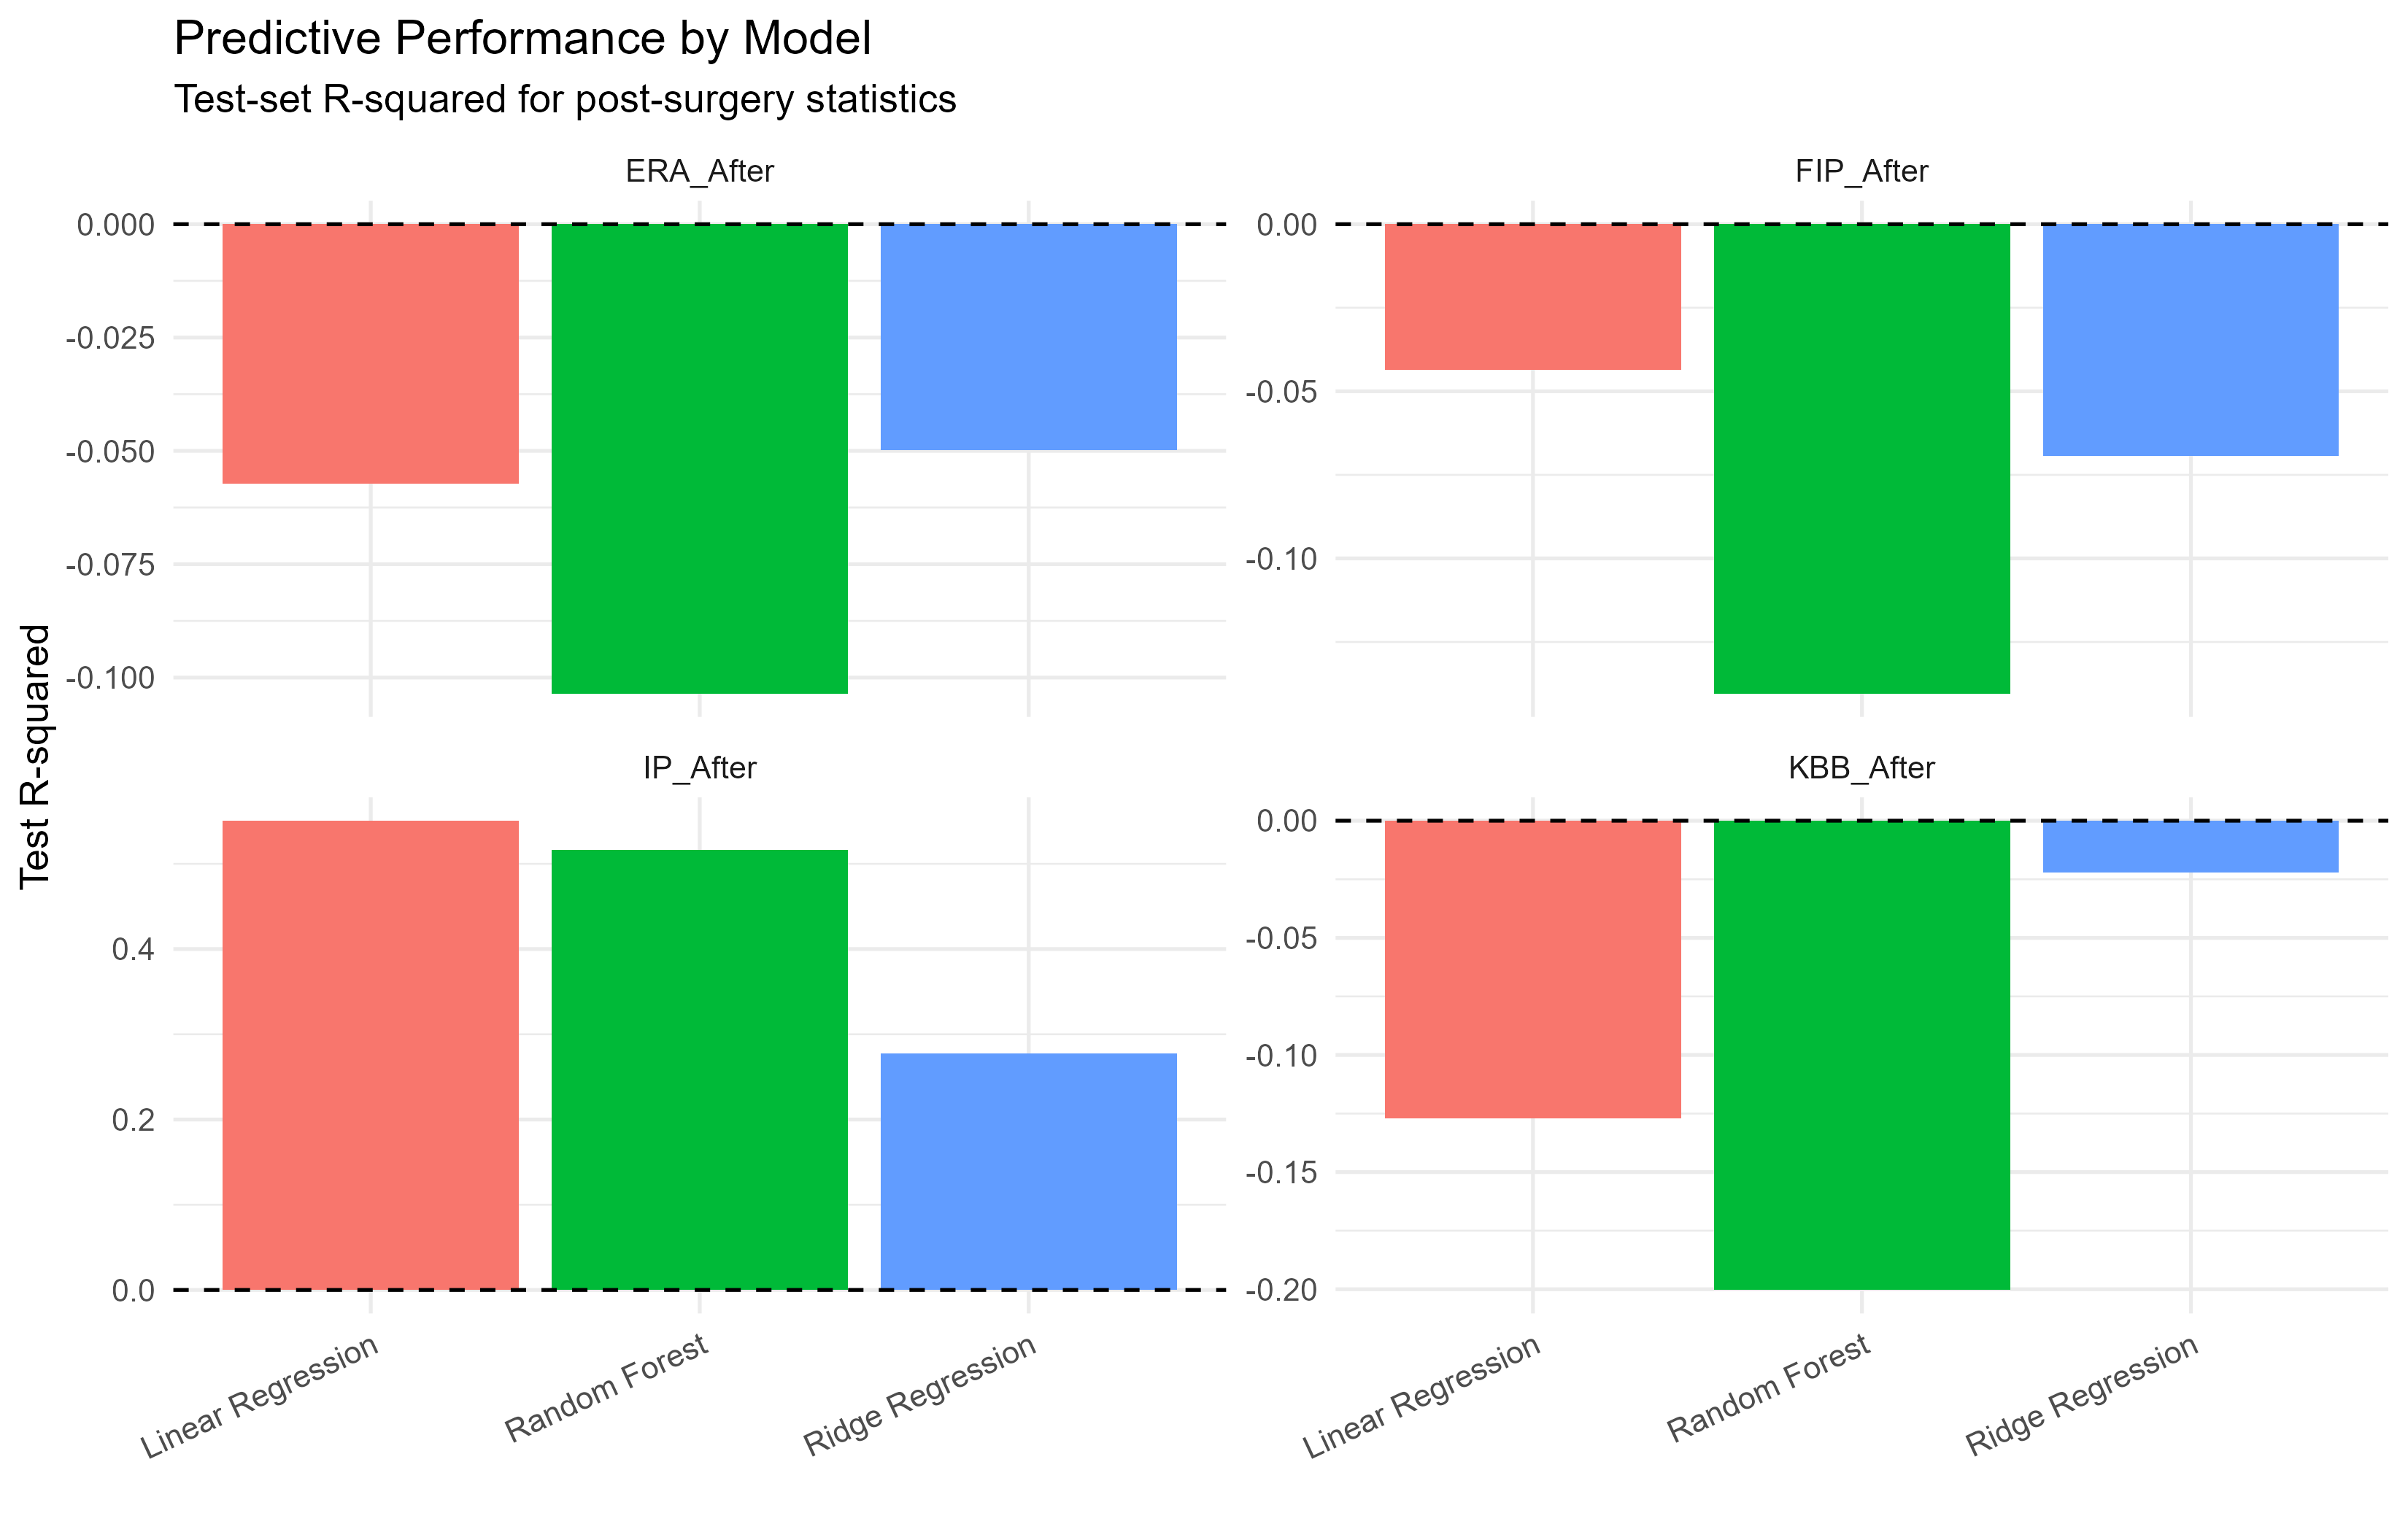 Predictive Performance by Model
Test-set R-squared for post-surgery statistics
Test R-squared
ERA_After
0.000
-0.025
-0.050
-0.075
-0.100
FIP_After
0.00
-0.05
-0.10
IP_After
0.4
0.2
0.0
Linear Regression
Random Forest
Ridge Regression
KBB_After
0.00
-0.05
-0.10
-0.15
-0.20
Linear Regression
Random Forest
Ridge Regression